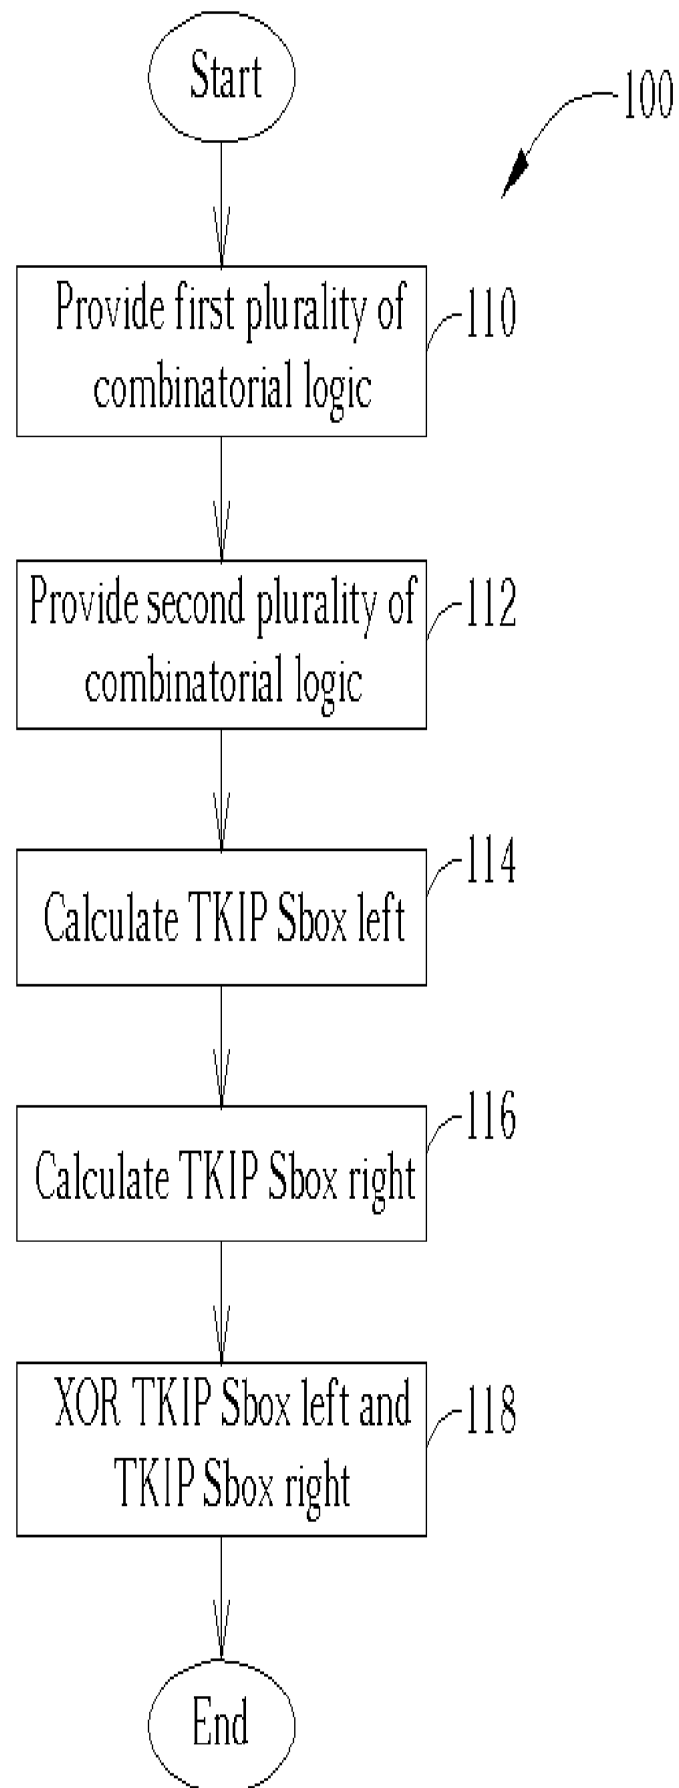 Start
100
Provide first plurality of
combinatorial logic
110
Provide second plurality of
combinatorial logic
112
Calculate TKIP Sbox left
114
Calculate TKIP Sbox right
116
XOR TKIP Sbox left and
TKIP Sbox right
118
End